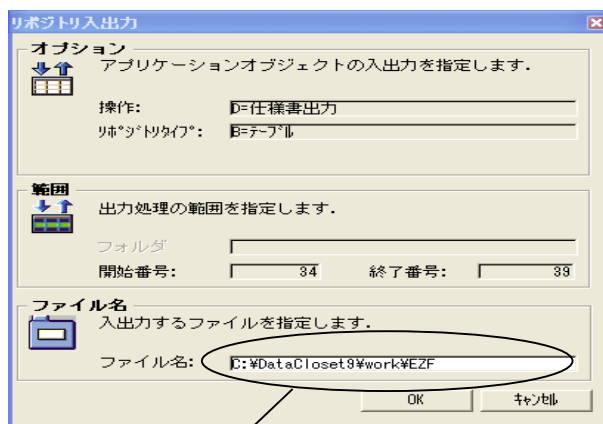 リポジトリ入出力
オプション
アプリケーションオブジェクトの入出力を指定します.
操作: D=仕様書出力
ﾘﾎﾟｼﾞﾄﾘﾀｲﾌﾟ: B=ﾃｰﾌﾞﾙ
範囲
出力処理の範囲を指定します.
フォルダ
開始番号: 34 終了番号: 39
ファイル名
入出力するファイルを指定します.
ファイル名: C:¥DataCloset9¥work¥EZF
OK ｷｬﾝｾﾙ